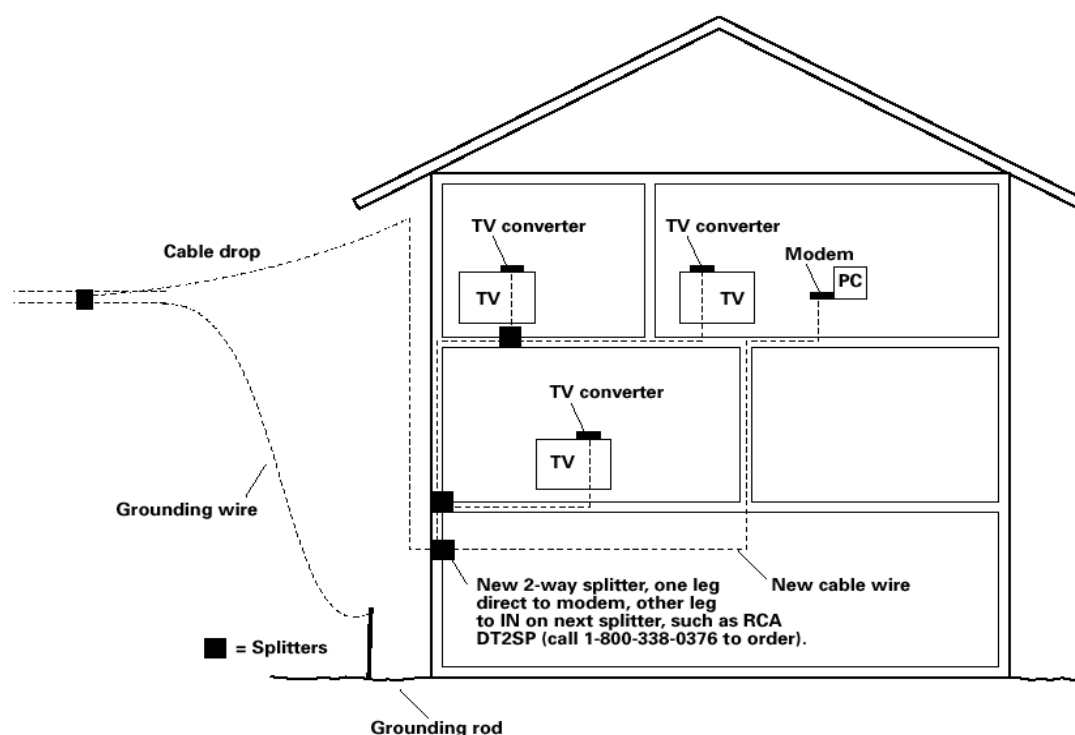 TV converter
TV converter
Cable drop
Modem
PC
TV
TV
TV converter
TV
Grounding wire
New 2-way splitter, one leg
direct to modem, other leg
to IN on next splitter, such as RCA
DT2SP (call 1-800-338-0376 to order).
New cable wire
= Splitters
Grounding rod